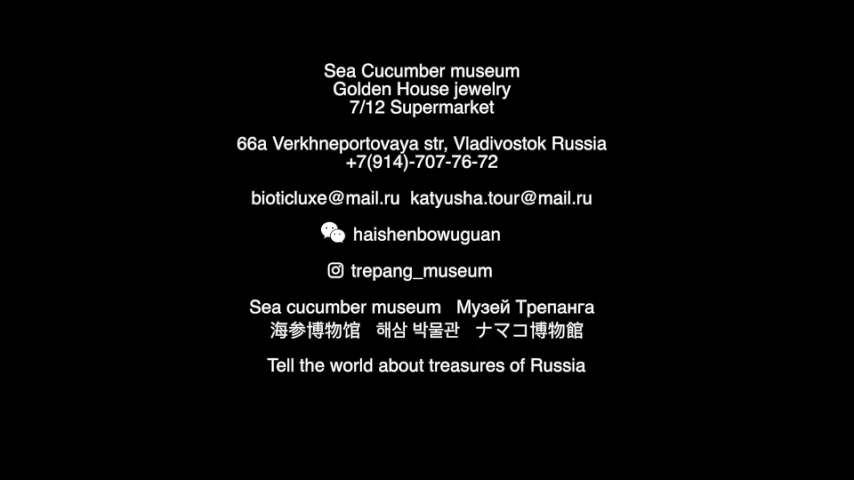 Sea Cucumber museum
Golden House jewelry
7/12 Supermarket
66a Verkhneportovaya str, Vladivostok Russia
+7(914)-707-76-72
bioticluxe@mail.ru katyusha.tour@mail.ru
haishenbowuguan
trepang_museum
Sea cucumber museum Музей Трепанга
海参博物馆 해삼 박물관 ナマコ博物館
Tell the world about treasures of Russia